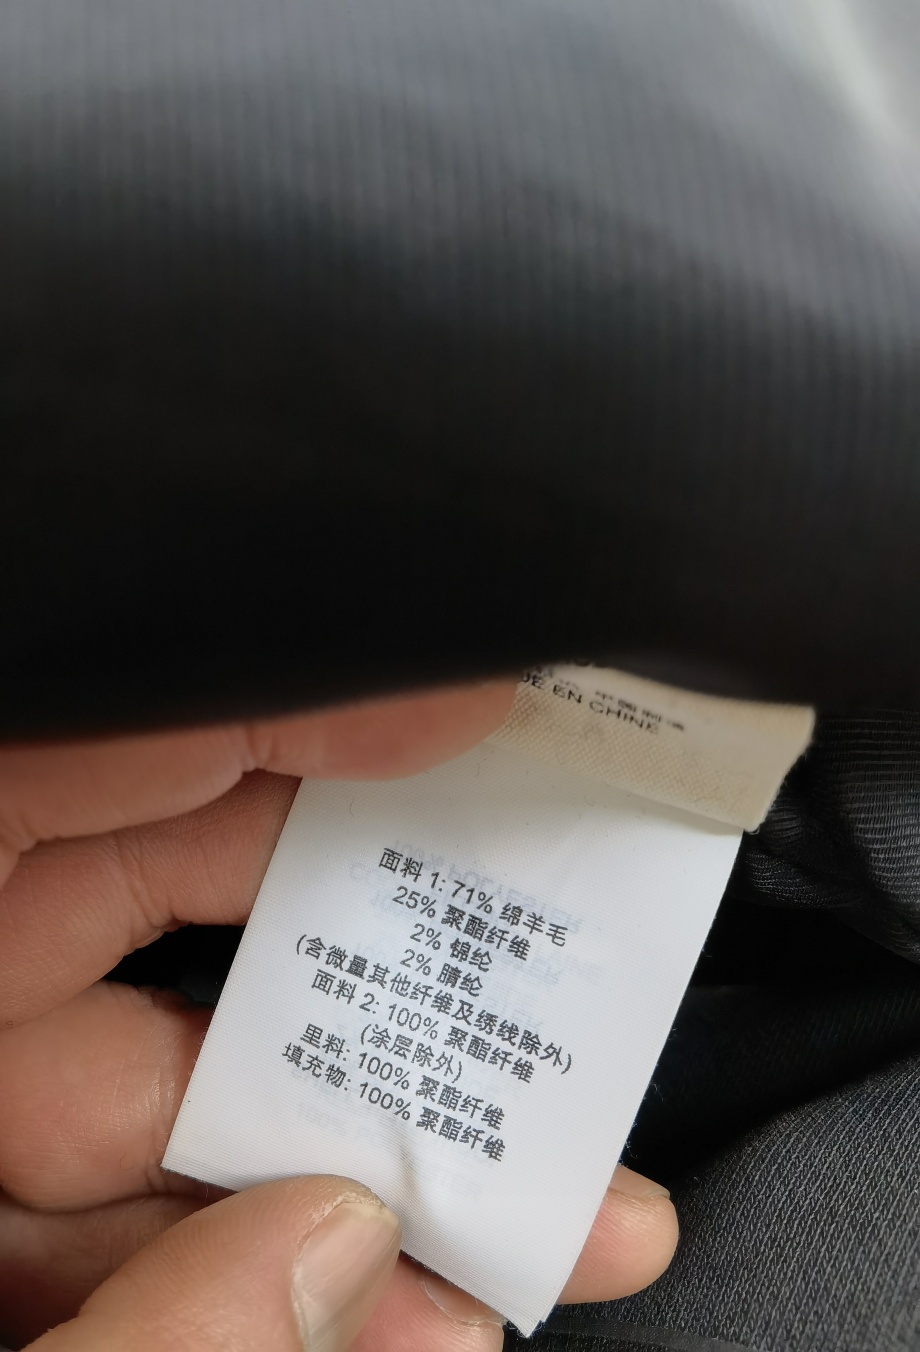 DE EN CHINE
面料 1: 71% 绵羊毛
25% 聚酯纤维
2% 锦纶
2% 腈纶
(含微量其他纤维及绣线除外)
面料 2: 100% 聚酯纤维
(涂层除外)
里料: 100% 聚酯纤维
填充物: 100% 聚酯纤维